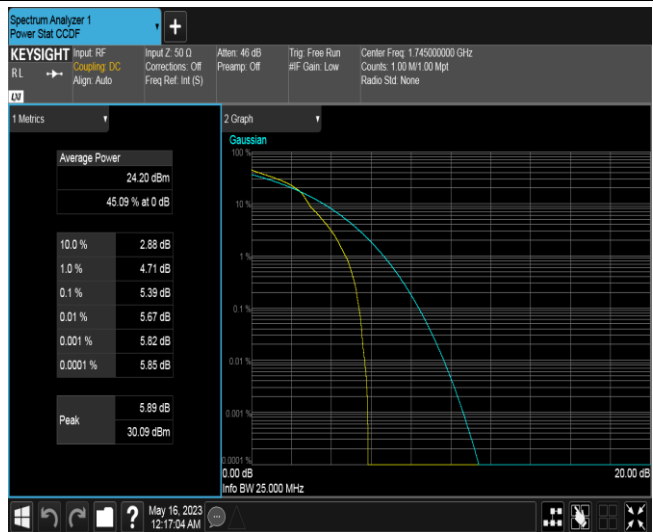 Spectrum Analyzer 1
Power Stat CCDF
+
KEYSIGHT
RL
LXI
Input: RF
Coupling: DC
Align: Auto
Input Z: 50 Ω
Corrections: Off
Freq Ref: Int (S)
Atten: 46 dB
Preamp: Off
Trig: Free Run
#IF Gain: Low
Center Freq: 1.745000000 GHz
Counts: 1.00 M/1.00 Mpt
Radio Std: None
1 Metrics
Average Power
24.20 dBm
45.09 % at 0 dB
10.0 % 2.88 dB
1.0 % 4.71 dB
0.1 % 5.39 dB
0.01 % 5.67 dB
0.001 % 5.82 dB
0.0001 % 5.85 dB
Peak
5.89 dB
30.09 dBm
2 Graph
Gaussian
100 %
10 %
1 %
0.1 %
0.01 %
0.001 %
0.0001 %
0.00 dB
20.00 dB
Info BW 25.000 MHz
?
May 16, 2023
12:17:04 AM